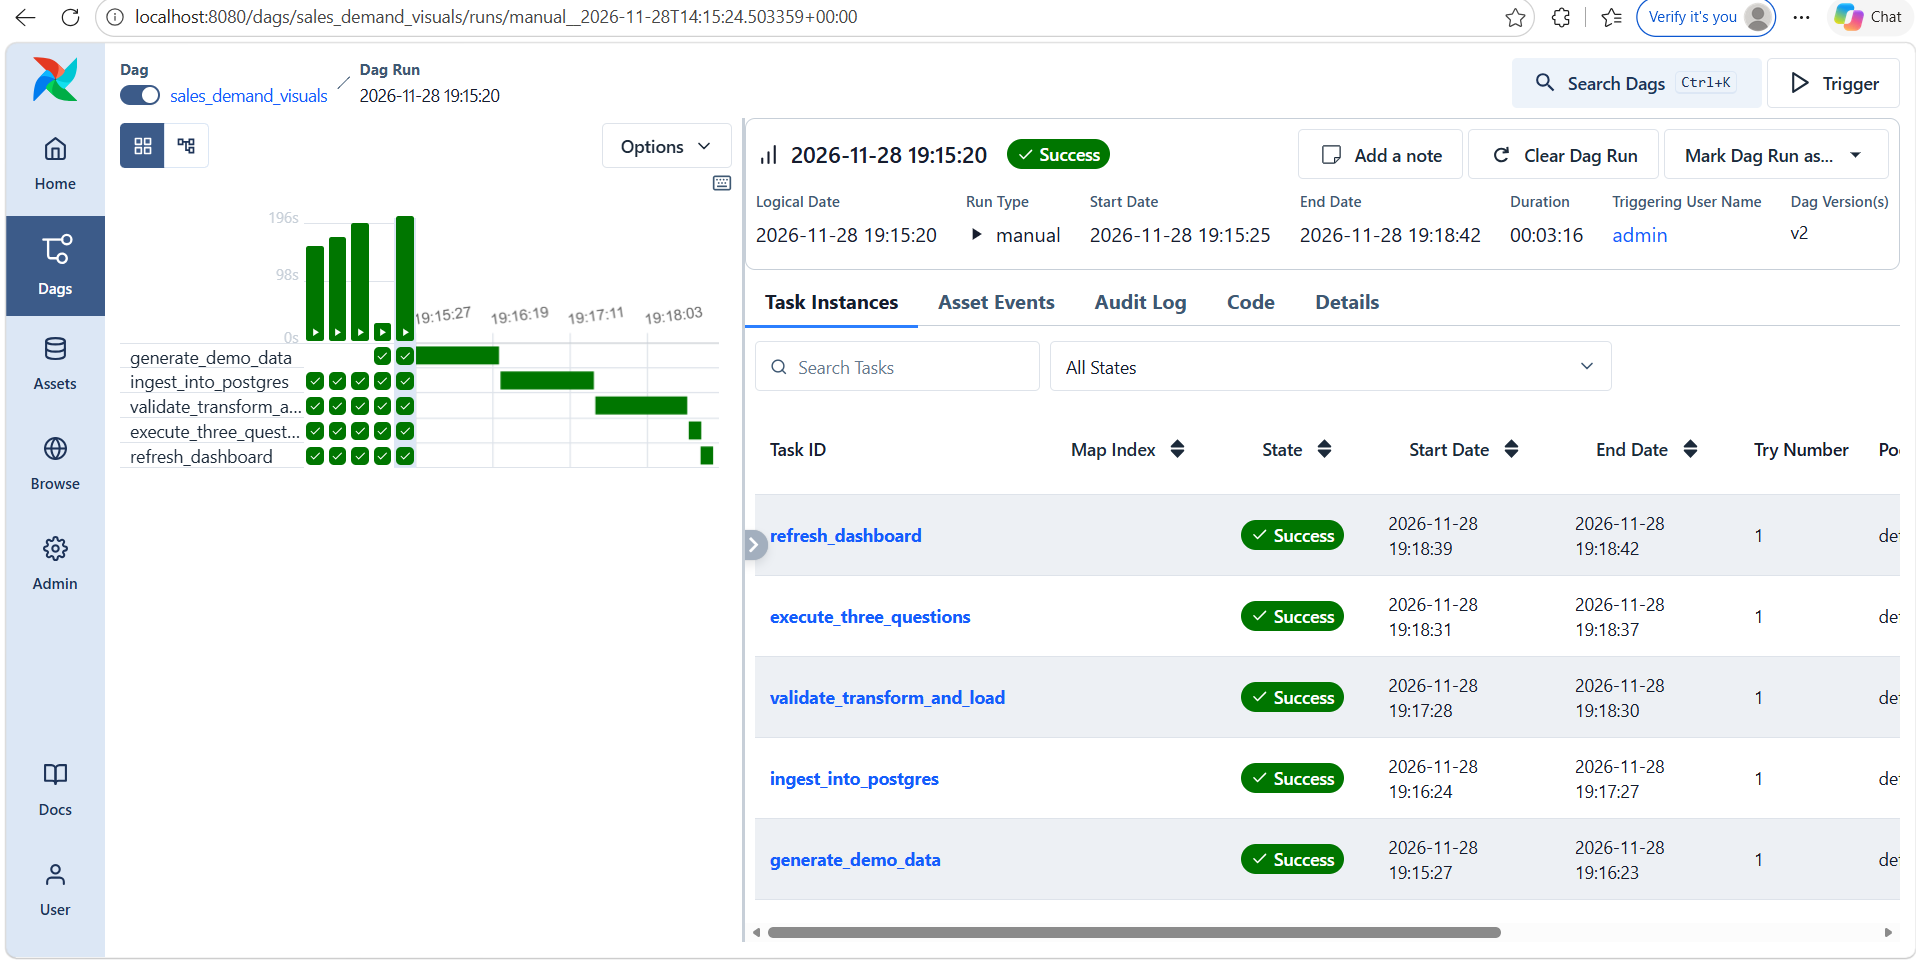 localhost:8080/dags/sales_demand_visuals/runs/manual__2026-11-28T14:15:24.503359+00:00
Verify it's you
Chat
Home
Dags
Assets
Browse
Admin
Docs
User
Dag
sales_demand_visuals
Dag Run
2026-11-28 19:15:20
Search Dags Ctrl+K
Trigger
Options
196s
98s
0s
19:15:27 19:16:19 19:17:11 19:18:03
generate_demo_data
ingest_into_postgres
validate_transform_a...
execute_three_quest...
refresh_dashboard
2026-11-28 19:15:20 Success
Add a note
Clear Dag Run
Mark Dag Run as...
Logical Date Run Type Start Date End Date Duration Triggering User Name Dag Version(s)
2026-11-28 19:15:20 manual 2026-11-28 19:15:25 2026-11-28 19:18:42 00:03:16 admin v2
Task Instances Asset Events Audit Log Code Details
Search Tasks
All States
Task ID Map Index State Start Date End Date Try Number Po
refresh_dashboard Success 2026-11-28 19:18:39 2026-11-28 19:18:42 1 de
execute_three_questions Success 2026-11-28 19:18:31 2026-11-28 19:18:37 1 de
validate_transform_and_load Success 2026-11-28 19:17:28 2026-11-28 19:18:30 1 de
ingest_into_postgres Success 2026-11-28 19:16:24 2026-11-28 19:17:27 1 de
generate_demo_data Success 2026-11-28 19:15:27 2026-11-28 19:16:23 1 de